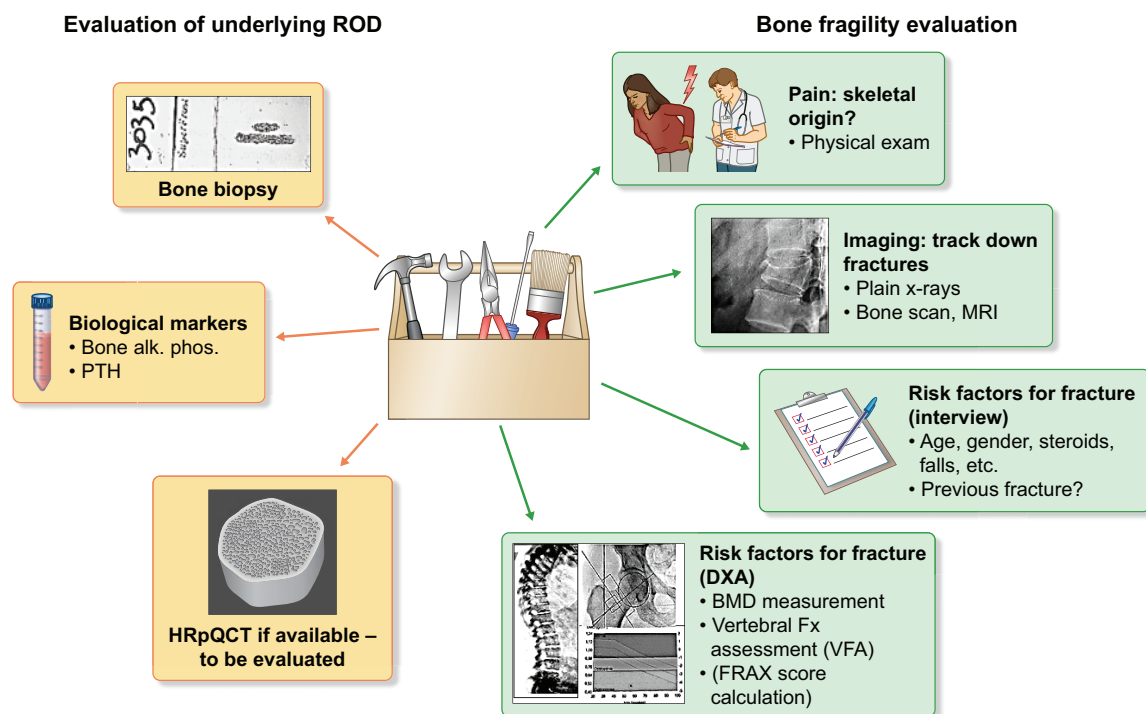 Evaluation of underlying ROD
Bone fragility evaluation
3035
Bone biopsy
Biological markers
• Bone alk. phos.
• PTH
HRpQCT if available –
to be evaluated
Pain: skeletal
origin?
• Physical exam
Imaging: track down
fractures
• Plain x-rays
• Bone scan, MRI
Risk factors for fracture
(interview)
• Age, gender, steroids,
falls, etc.
• Previous fracture?
Risk factors for fracture
(DXA)
• BMD measurement
• Vertebral Fx
assessment (VFA)
• (FRAX score
calculation)